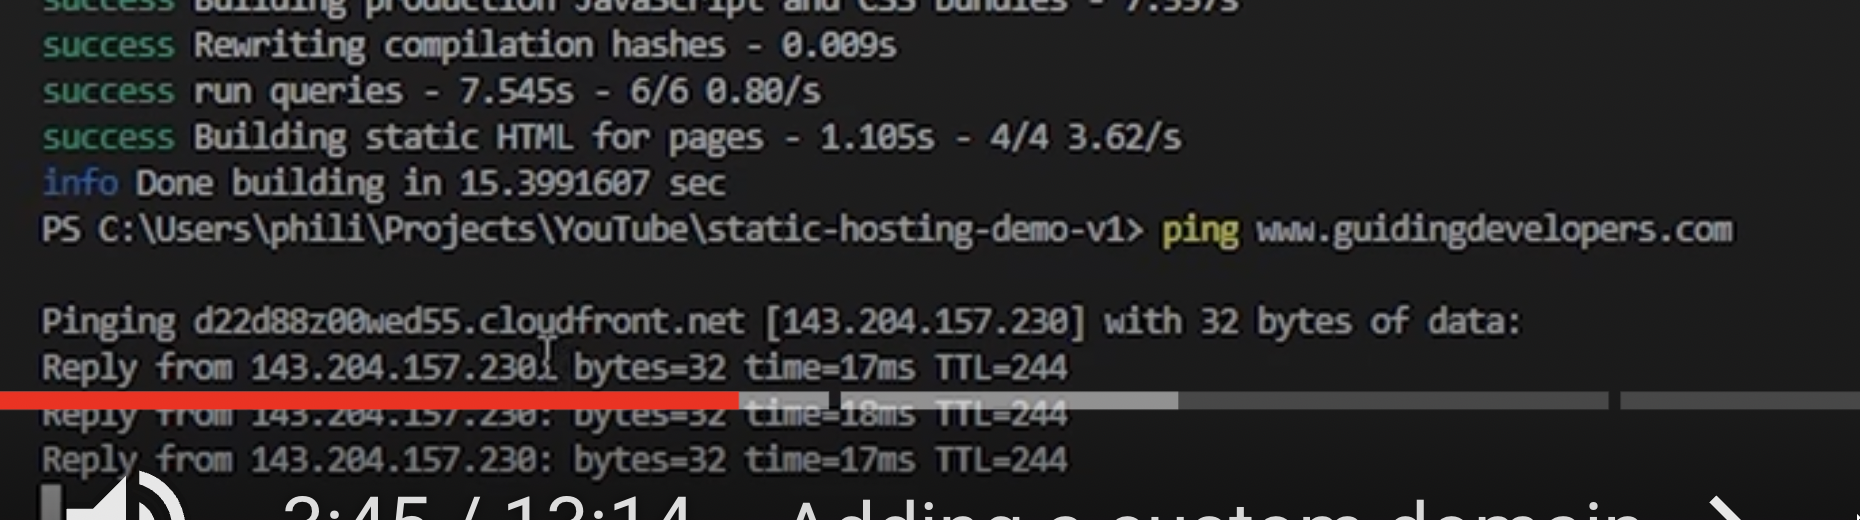 success Building production JavaScript and CSS bundles - 7.557s
success Rewriting compilation hashes - 0.009s
success run queries - 7.545s - 6/6 0.80/s
success Building static HTML for pages - 1.105s - 4/4 3.62/s
info Done building in 15.3991607 sec
PS C:\Users\phili\Projects\YouTube\static-hosting-demo-v1> ping www.guidingdevelopers.com
Pinging d22d88z00wed55.cloudfront.net [143.204.157.230] with 32 bytes of data:
Reply from 143.204.157.230: bytes=32 time=17ms TTL=244
Reply from 143.204.157.230: bytes=32 time=18ms TTL=244
Reply from 143.204.157.230: bytes=32 time=17ms TTL=244
3:45 / 13:14 Adding a custom domain